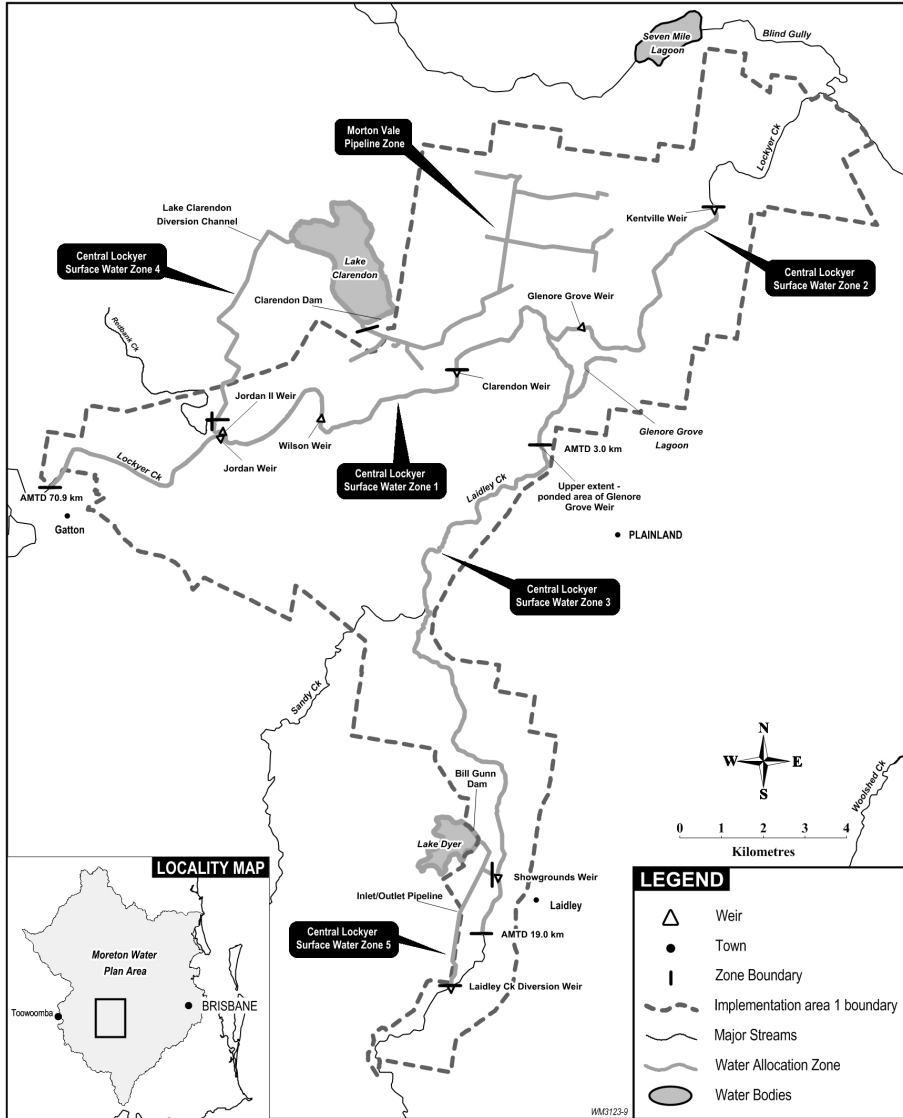 Seven Mile
Lagoon
Blind Gully
Morton Vale
Pipeline Zone
Lockyer Ck
Lake Clarendon
Diversion Channel
Kentville Weir
Central Lockyer
Surface Water Zone 4
Lake
Clarendon
Central Lockyer
Surface Water Zone 2
Clarendon Dam
Glenore Grove Weir
Redbank Ck
Clarendon Weir
Jordan II Weir
Glenore Grove
Lagoon
Wilson Weir
Jordan Weir
AMTD 3.0 km
Lockyer Ck
Central Lockyer
Surface Water Zone 1
Laidley Ck
Upper extent -
ponded area of Glenore
Grove Weir
AMTD 70.9 km
Gatton
PLAINLAND
Central Lockyer
Surface Water Zone 3
Sandy Ck
N
W
E
S
Bill Gunn
Dam
Woolshed Ck
0 1 2 3 4
Kilometres
Lake Dyer
LOCALITY MAP
Showgrounds Weir
LEGEND
Inlet/Outlet Pipeline
Laidley
Weir
Central Lockyer
Surface Water Zone 5
AMTD 19.0 km
Town
Moreton Water
Plan Area
Zone Boundary
Laidley Ck Diversion Weir
BRISBANE
Toowoomba
Implementation area 1 boundary
Major Streams
Water Allocation Zone
Water Bodies
WM3123-9